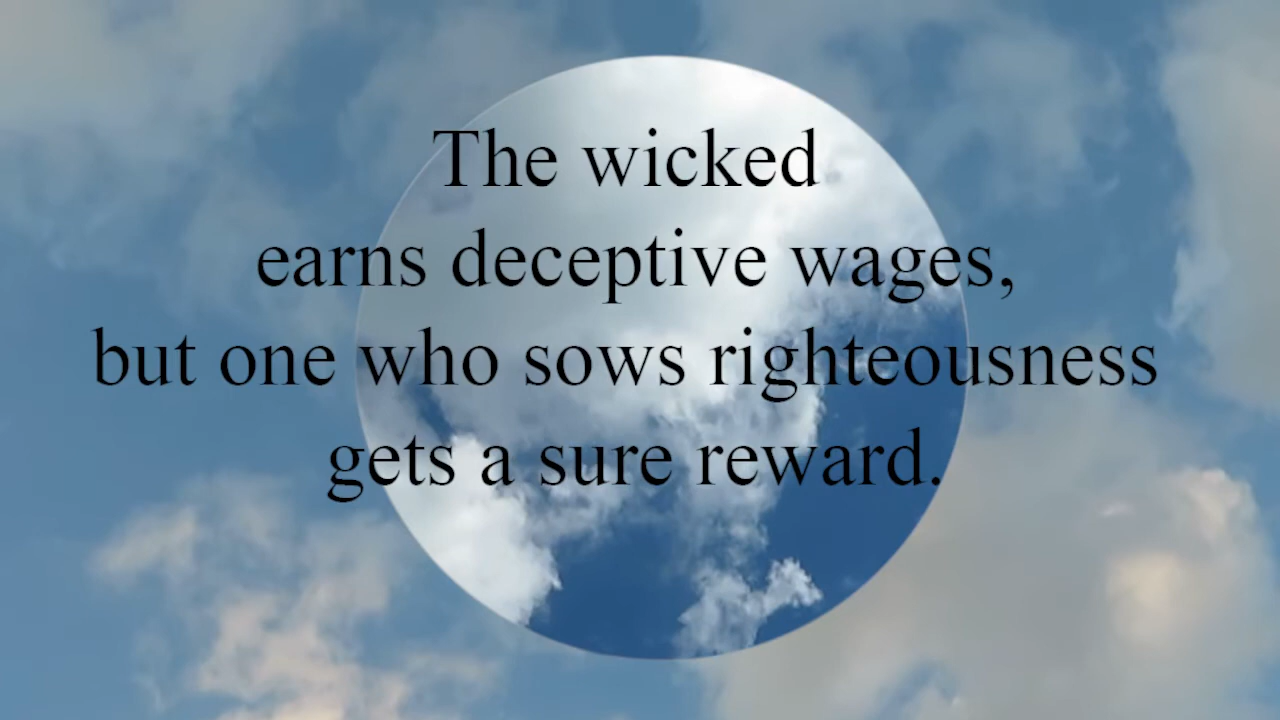 The wicked
earns deceptive wages,
but one who sows righteousness
gets a sure reward.